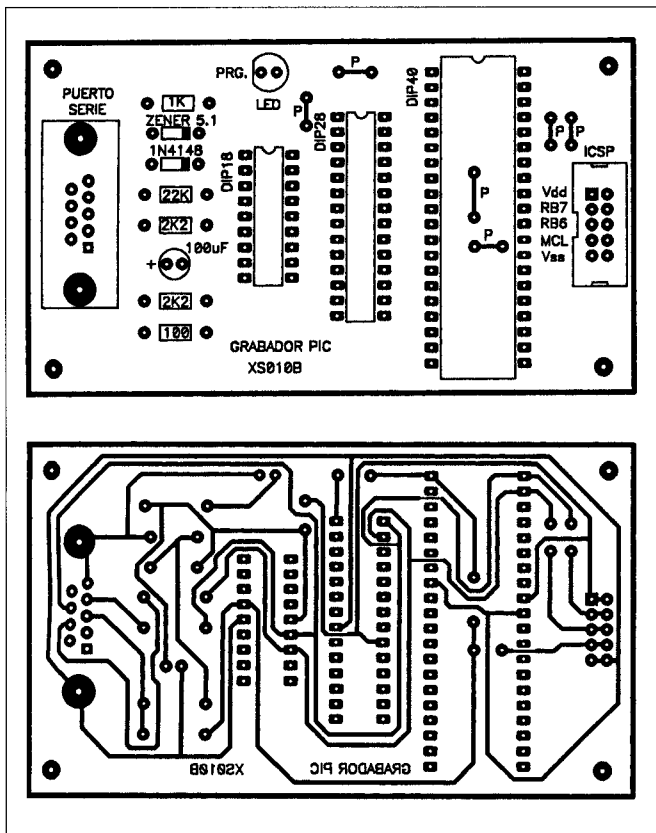 PRG.
LED
P
P
DIP40
PUERTO
SERIE
1K
ZENER 5.1
1N4148
22K
2K2
100uF
+
2K2
100
DIP18
DIP28
P
P
P
P
ICSP
Vdd
RB7
RB6
MCL
Vss
GRABADOR PIC
XS010B
XS010B
GRABADOR PIC